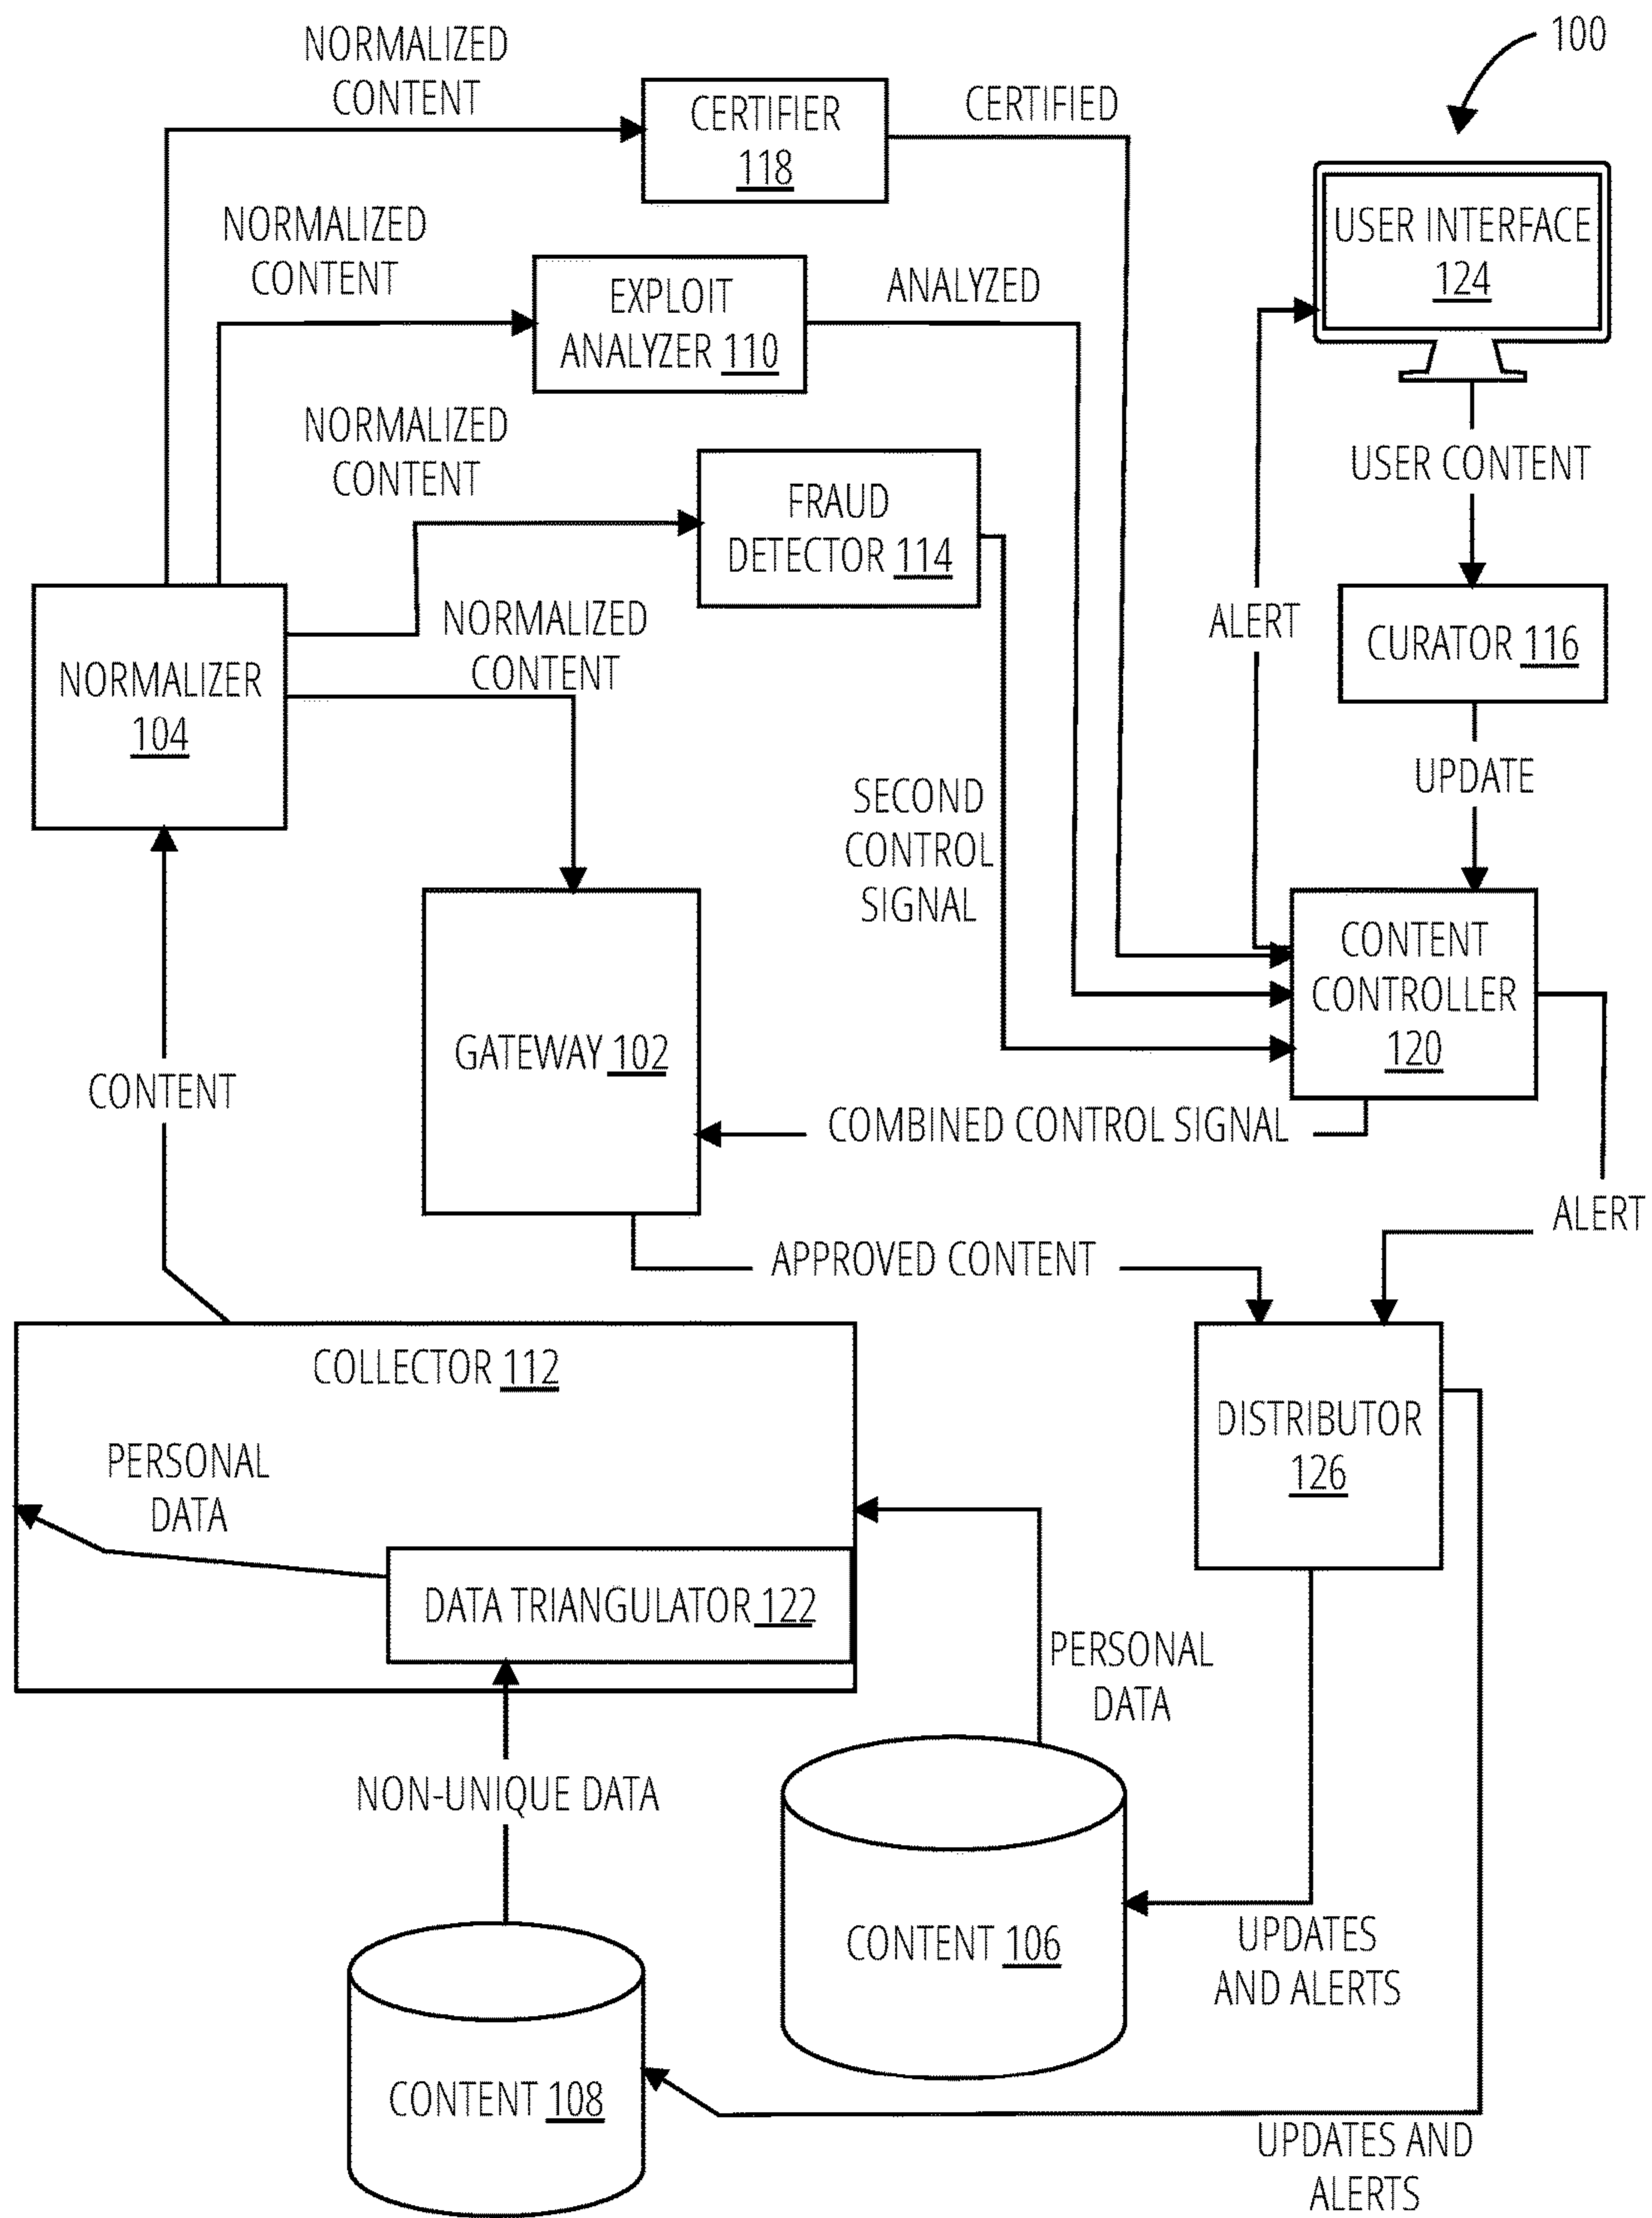 100
NORMALIZED
CONTENT
CERTIFIER
118
CERTIFIED
USER INTERFACE
124
NORMALIZED
CONTENT
EXPLOIT
ANALYZER 110
ANALYZED
NORMALIZED
CONTENT
FRAUD
DETECTOR 114
USER CONTENT
ALERT
CURATOR 116
NORMALIZED
CONTENT
NORMALIZER
104
UPDATE
SECOND
CONTROL
SIGNAL
CONTENT
CONTROLLER
120
GATEWAY 102
CONTENT
COMBINED CONTROL SIGNAL
ALERT
APPROVED CONTENT
COLLECTOR 112
DISTRIBUTOR
126
PERSONAL
DATA
DATA TRIANGULATOR 122
PERSONAL
DATA
NON-UNIQUE DATA
CONTENT 106
UPDATES
AND ALERTS
CONTENT 108
UPDATES AND
ALERTS